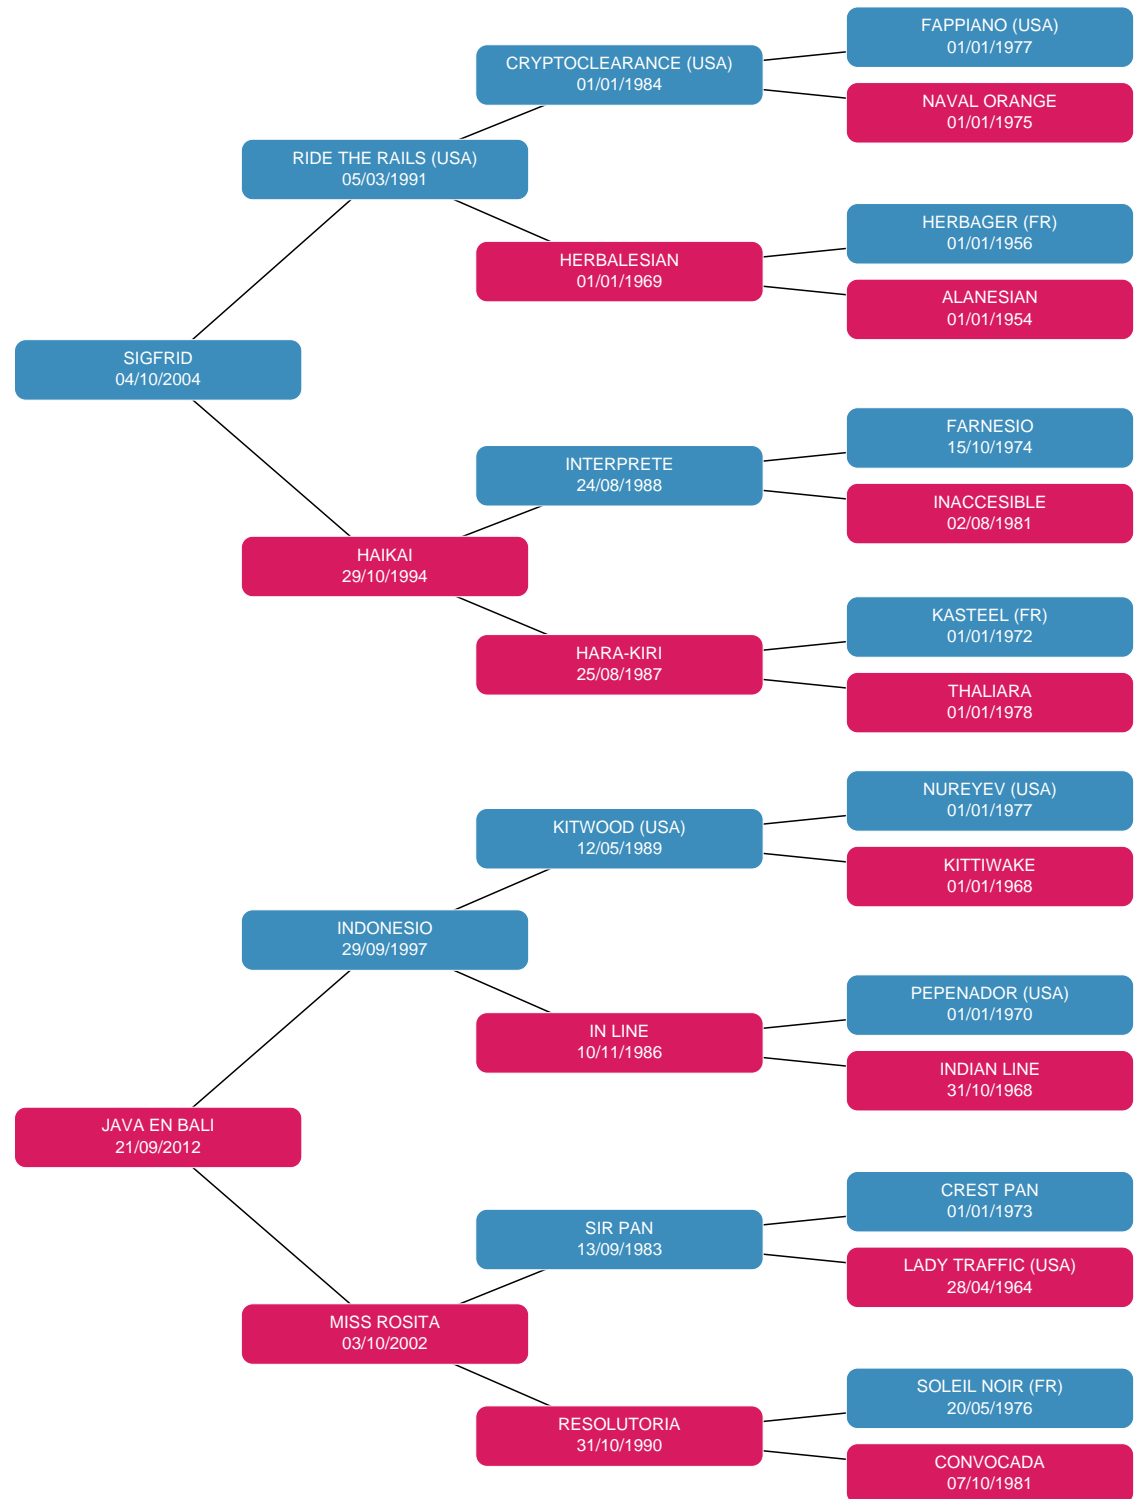 FAPPIANO (USA)
01/01/1977
CRYPTOCLEARANCE (USA)
01/01/1984
NAVAL ORANGE
01/01/1975
RIDE THE RAILS (USA)
05/03/1991
HERBAGER (FR)
01/01/1956
HERBALESIAN
01/01/1969
ALANESIAN
01/01/1954
SIGFRID
04/10/2004
FARNESIO
15/10/1974
INTERPRETE
24/08/1988
INACCESIBLE
02/08/1981
HAIKAI
29/10/1994
KASTEEL (FR)
01/01/1972
HARA-KIRI
25/08/1987
THALIARA
01/01/1978
NUREYEV (USA)
01/01/1977
KITWOOD (USA)
12/05/1989
KITTIWAKE
01/01/1968
INDONESIO
29/09/1997
PEPENADOR (USA)
01/01/1970
IN LINE
10/11/1986
INDIAN LINE
31/10/1968
JAVA EN BALI
21/09/2012
CREST PAN
01/01/1973
SIR PAN
13/09/1983
LADY TRAFFIC (USA)
28/04/1964
MISS ROSITA
03/10/2002
SOLEIL NOIR (FR)
20/05/1976
RESOLUTORIA
31/10/1990
CONVOCADA
07/10/1981